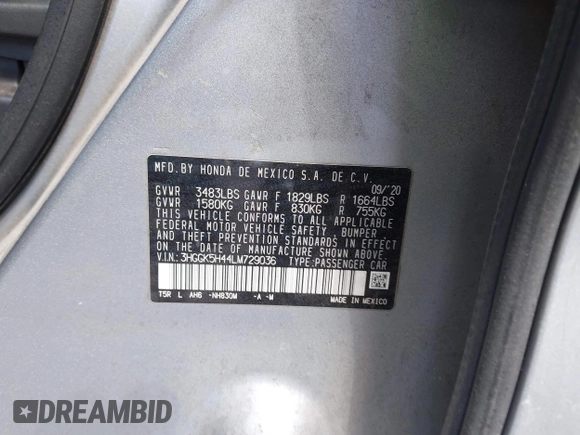 MFD.BY HONDA DE MEXICO S.A. DE C.V.
09/'20
GVWR 3483LBS GAWR F 1829LBS R 1664LBS
GVWR 1580KG GAWR F 830KG R 755KG
THIS VEHICLE CONFORMS TO ALL APPLICABLE
FEDERAL MOTOR VEHICLE SAFETY, BUMPER
AND THEFT PREVENTION STANDARDS IN EFFECT
ON THE DATE OF MANUFACTURE SHOWN ABOVE.
V.I.N.: 3HGGK5H44LM729036 TYPE:PASSENGER CAR
T5R L AH6 -NH830M -A -M MADE IN MEXICO
DREAMBID